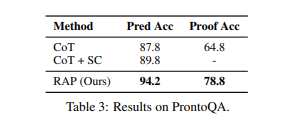 Method Pred Acc Proof Acc
CoT 87.8 64.8
CoT + SC 89.8 -
RAP (Ours) 94.2 78.8
Table 3: Results on ProntoQA.